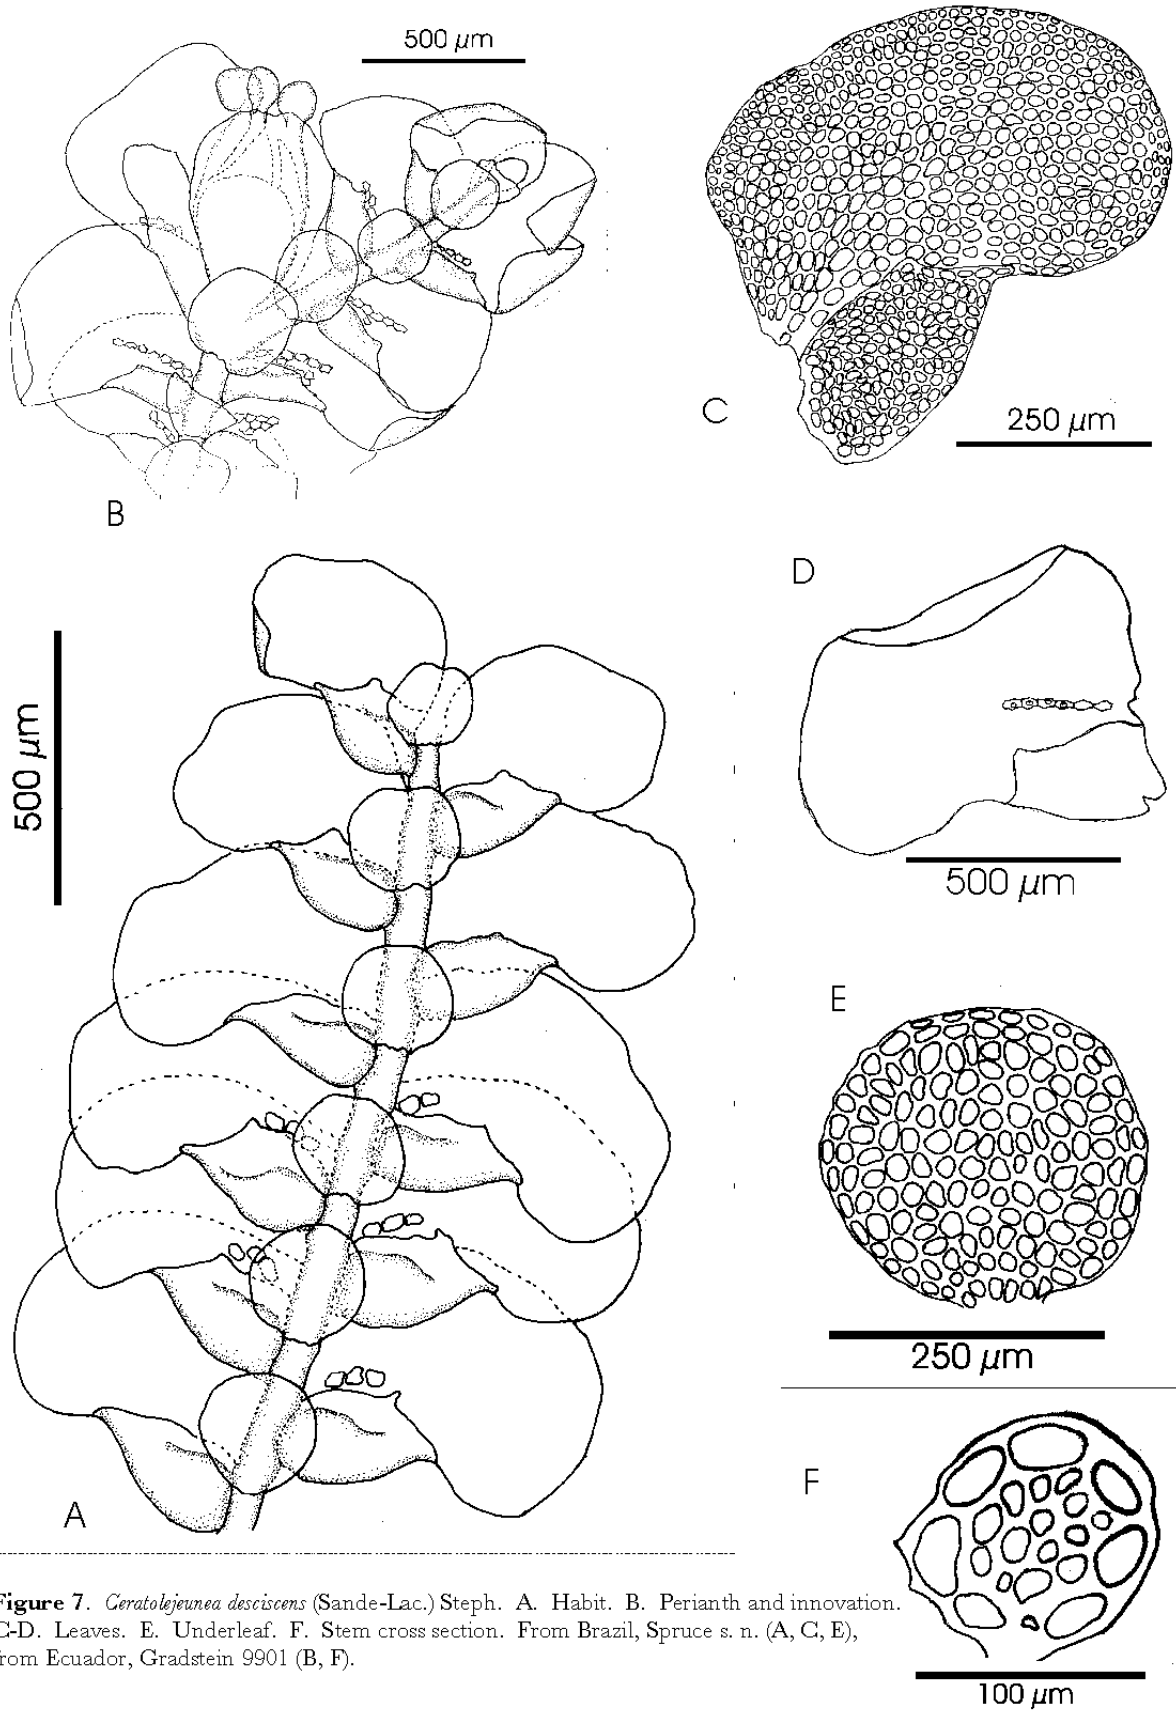 500 µm
B
C
250 µm
D
500 µm
500 µm
E
250 µm
F
100 µm
A
Figure 7. Ceratolejeunea desciscens (Sande-Lac.) Steph. A. Habit. B. Perianth and innovation.
C-D. Leaves. E. Underleaf. F. Stem cross section. From Brazil, Spruce s. n. (A, C, E),
from Ecuador, Gradstein 9901 (B, F).